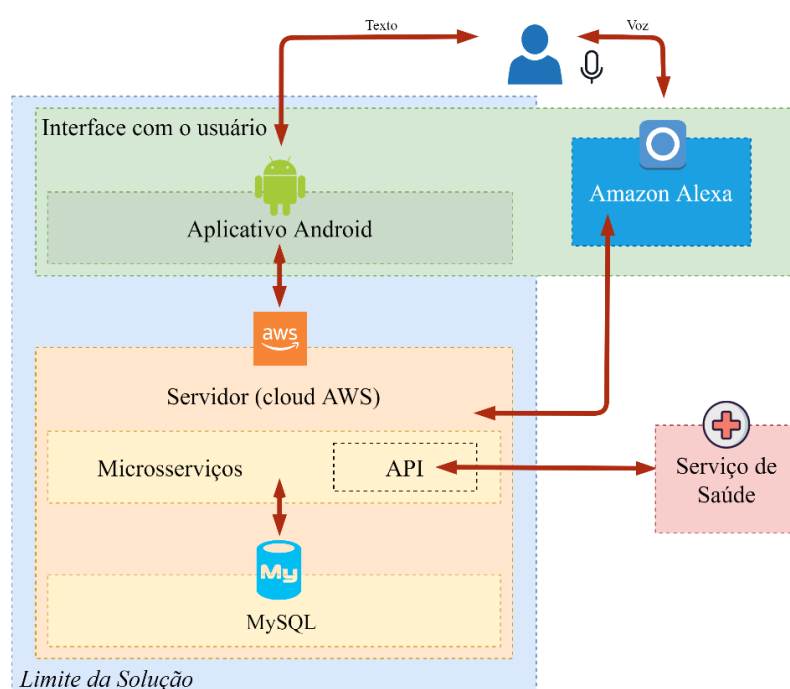 Texto
Voz
Interface com o usuário
Amazon Alexa
Aplicativo Android
aws
Servidor (cloud AWS)
Microsserviços
API
Serviço de
Saúde
My
MySQL
Limite da Solução